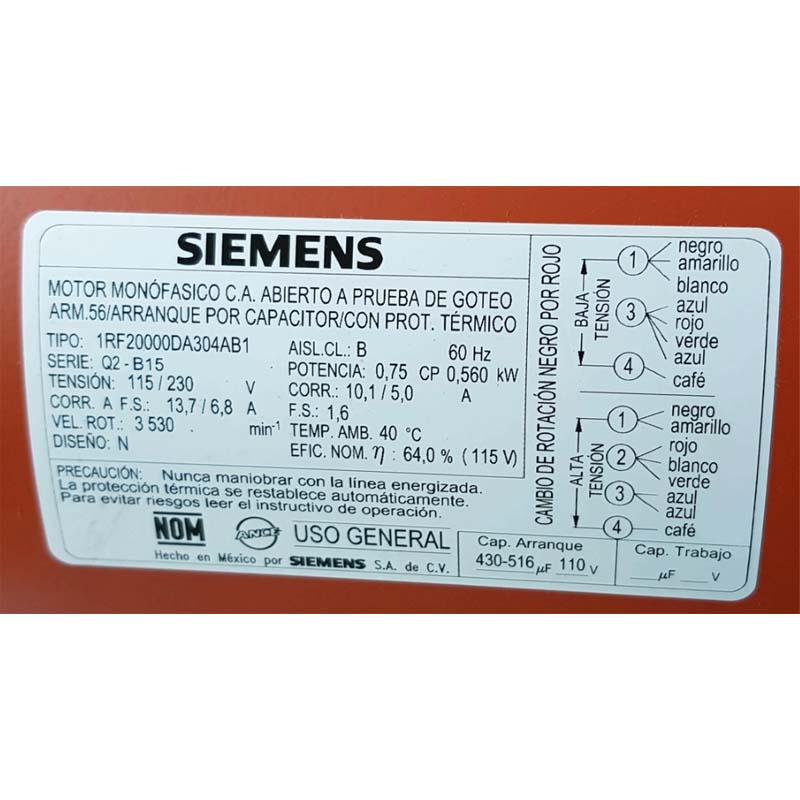 SIEMENS
MOTOR MONÓFASICO C.A. ABIERTO A PRUEBA DE GOTEO
ARM.56/ARRANQUE POR CAPACITOR/CON PROT. TÉRMICO
TIPO: 1RF20000DA304AB1
SERIE: Q2 - B15
TENSIÓN: 115 / 230 V
CORR. A F.S.: 13,7 / 6,8 A
VEL. ROT.: 3 530 min⁻¹
DISEÑO: N
AISL.CL.: B 60 Hz
POTENCIA: 0,75 CP 0,560 kW
CORR.: 10,1 / 5,0 A
F.S.: 1,6
TEMP. AMB. 40 °C
EFIC. NOM. η : 64,0 % (115 V)
PRECAUCIÓN: Nunca maniobrar con la línea energizada.
La protección térmica se restablece automáticamente.
Para evitar riesgos leer el instructivo de operación.
NOM ANCE USO GENERAL
Hecho en México por SIEMENS S.A. de C.V.
Cap. Arranque
430-516 µF 110 V
Cap. Trabajo
µF V
CAMBIO DE ROTACIÓN NEGRO POR ROJO
BAJA
TENSIÓN
1 negro
amarillo
blanco
3 azul
rojo
verde
azul
4 café
ALTA
TENSIÓN
1 negro
amarillo
2 rojo
blanco
verde
3 azul
azul
4 café